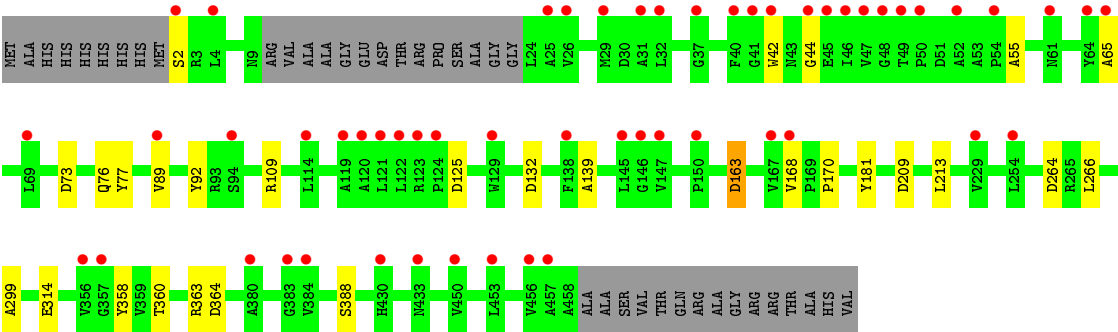 MET ALA HIS HIS HIS HIS HIS HIS MET S2 R3 L4 N9 ARG VAL ALA ALA GLY GLU ASP THR ARG PRO SER ALA GLY GLY L24 A25 V26 M29 D30 A31 L32 G37 F40 G41 W42 N43 G44 E45 I46 V47 G48 T49 P50 D51 A52 A53 P54 A55 N61 Y64 A65
L69 D73 Q76 Y77 V89 Y92 R93 S94 R109 L114 A119 A120 L121 L122 R123 P124 D125 W129 D132 F138 A139 L145 G146 V147 P150 D163 V167 V168 P169 P170 Y181 D209 L213 V229 L254 D264 R265 L266
A299 E314 V356 G357 Y358 V359 T360 R363 D364 A380 G383 V384 S388 H430 N433 V450 L453 V456 A457 A458 ALA ALA SER VAL THR GLN ARG ALA GLY ARG ARG THR ALA HIS VAL